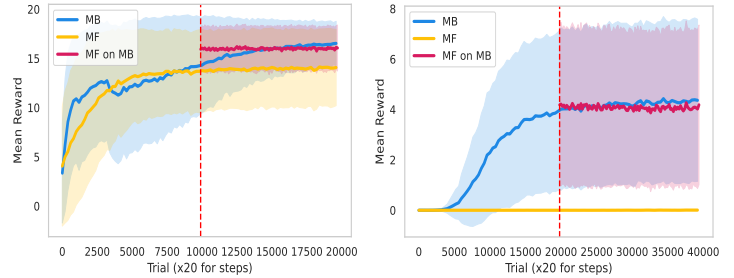 20
15
10
5
0
Mean Reward
MB
MF
MF on MB
0 2500 5000 7500 10000 12500 15000 17500 20000
Trial (x20 for steps)
8
6
4
2
0
Mean Reward
MB
MF
MF on MB
0 5000 10000 15000 20000 25000 30000 35000 40000
Trial (x20 for steps)